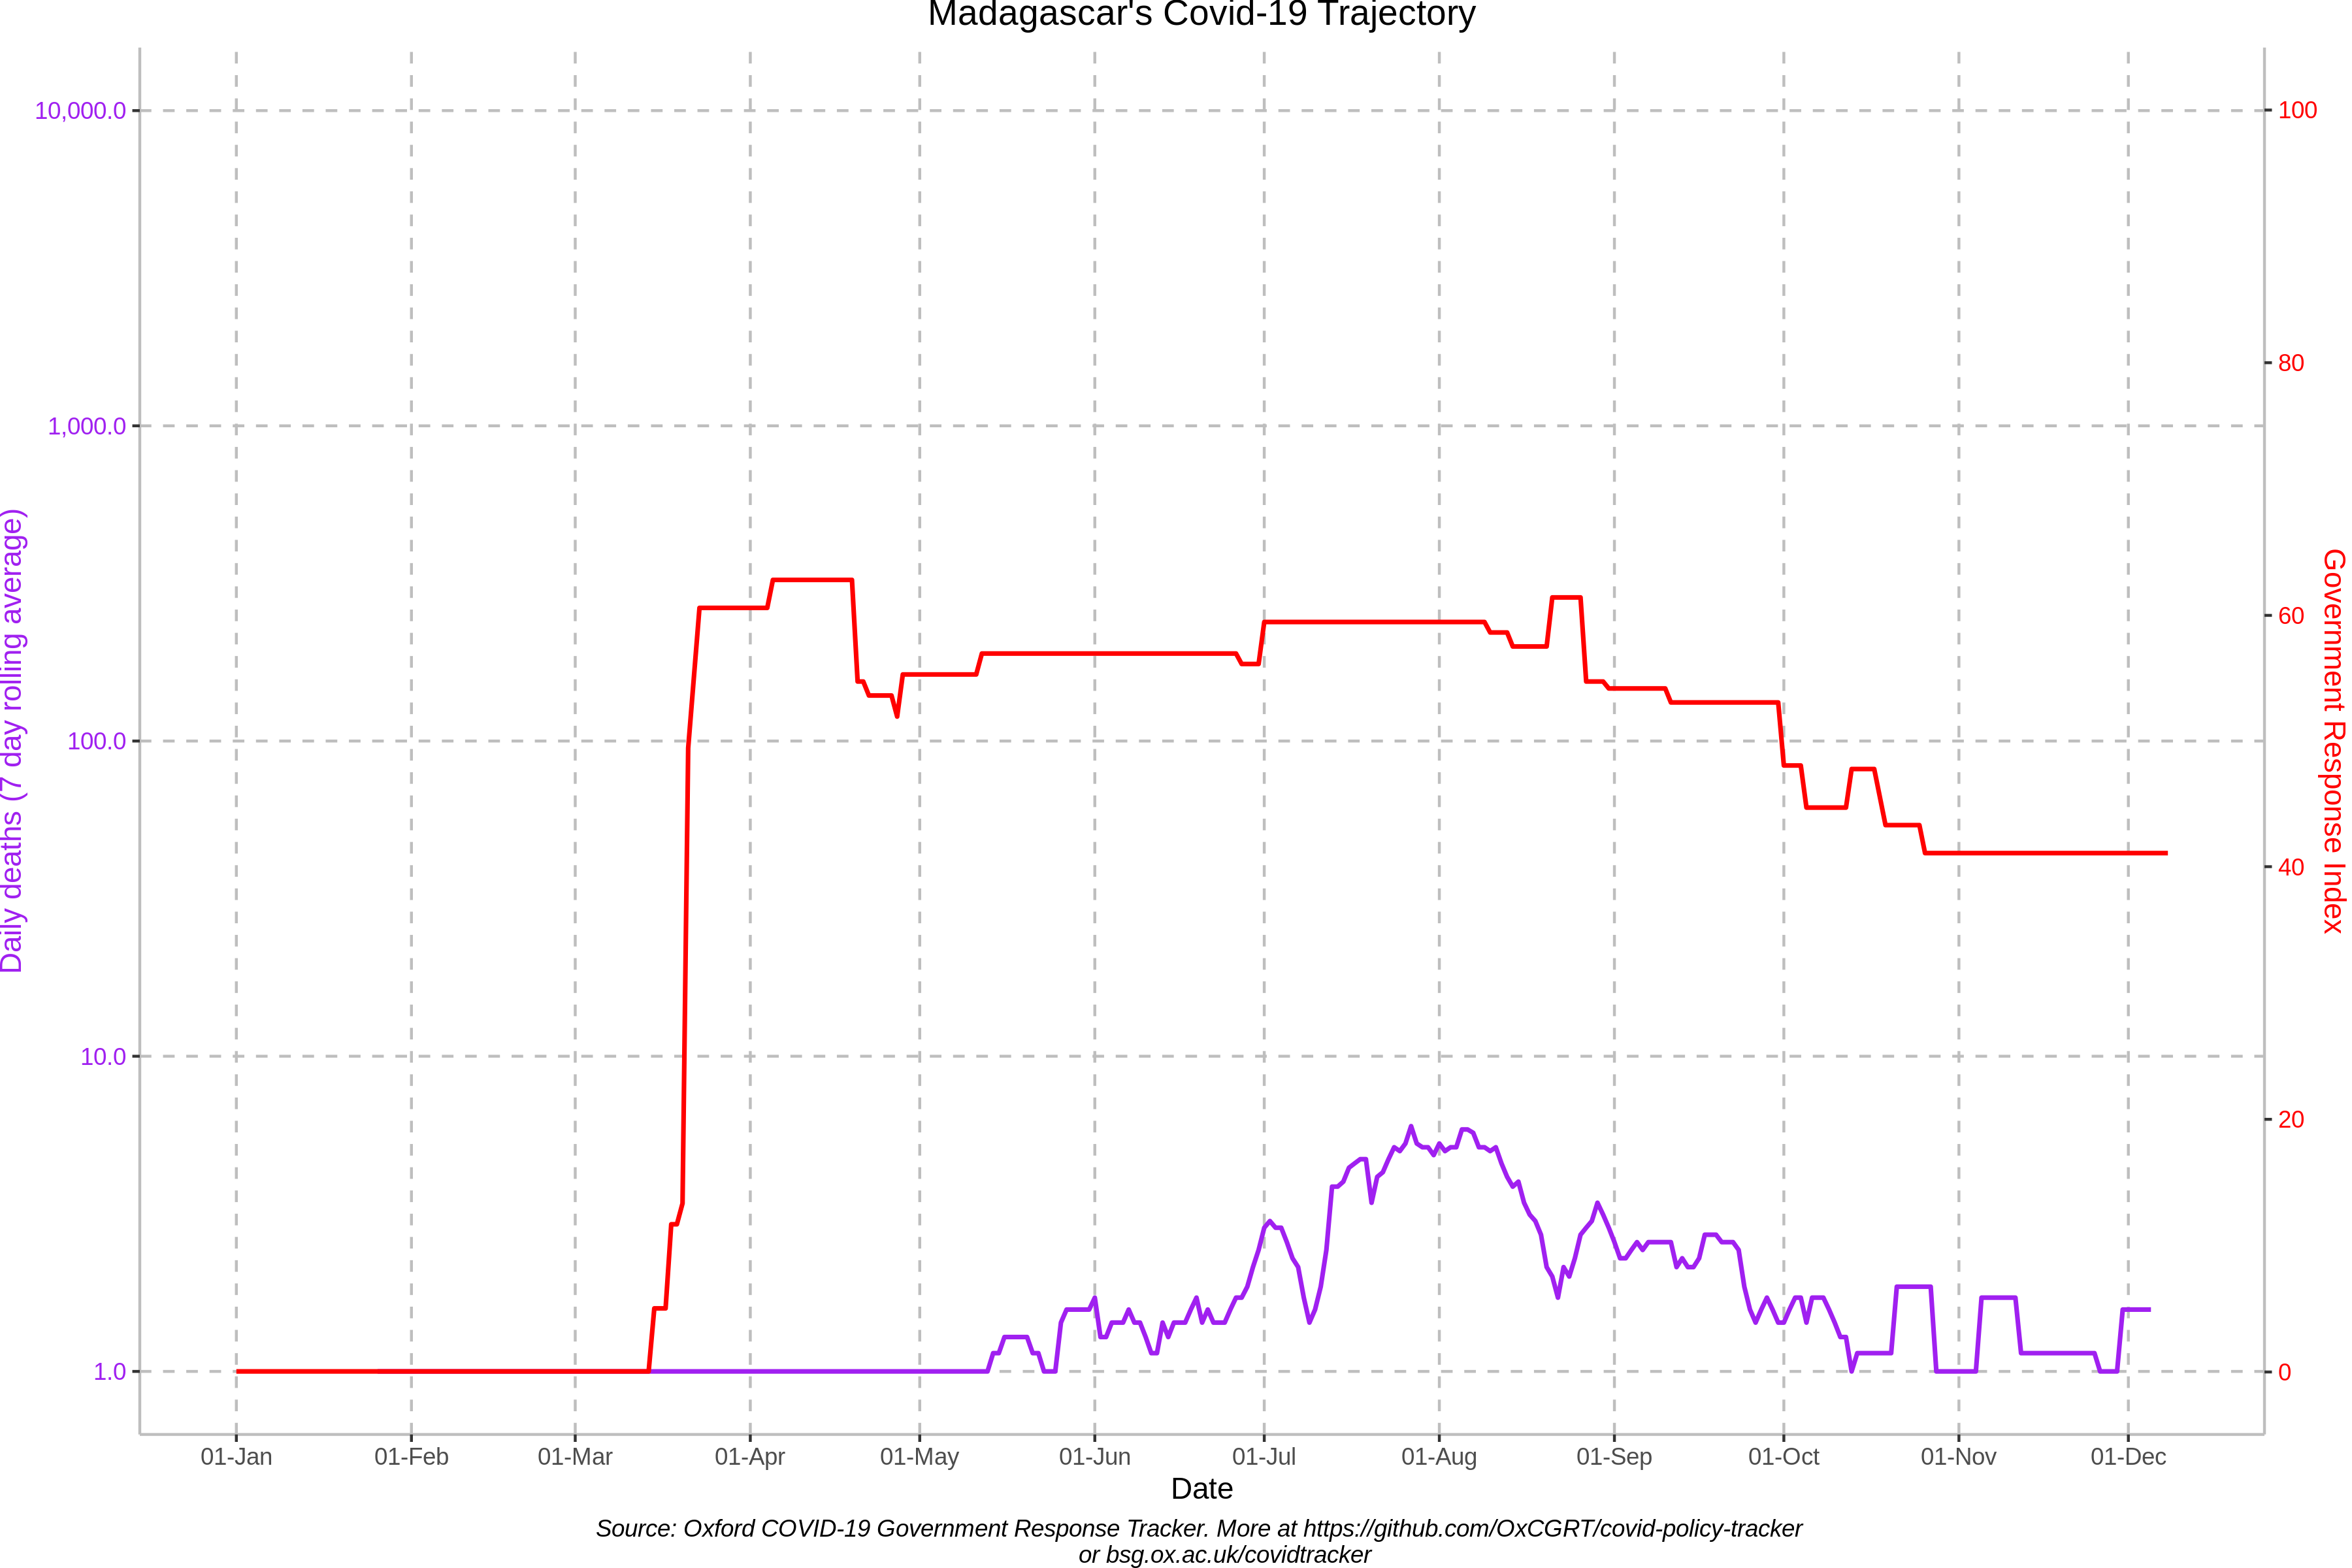 Madagascar's Covid-19 Trajectory
10,000.0
1,000.0
100.0
10.0
1.0
Daily deaths (7 day rolling average)
100
80
60
40
20
0
Government Response Index
01-Jan 01-Feb 01-Mar 01-Apr 01-May 01-Jun 01-Jul 01-Aug 01-Sep 01-Oct 01-Nov 01-Dec
Date
Source: Oxford COVID-19 Government Response Tracker. More at https://github.com/OxCGRT/covid-policy-tracker
or bsg.ox.ac.uk/covidtracker